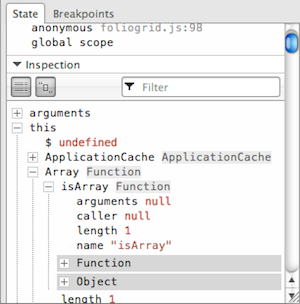 State Breakpoints
anonymous foliogrid.js:98
global scope
Inspection
Filter
arguments
this
$ undefined
ApplicationCache ApplicationCache
Array Function
isArray Function
arguments null
caller null
length 1
name "isArray"
Function
Object
length 1